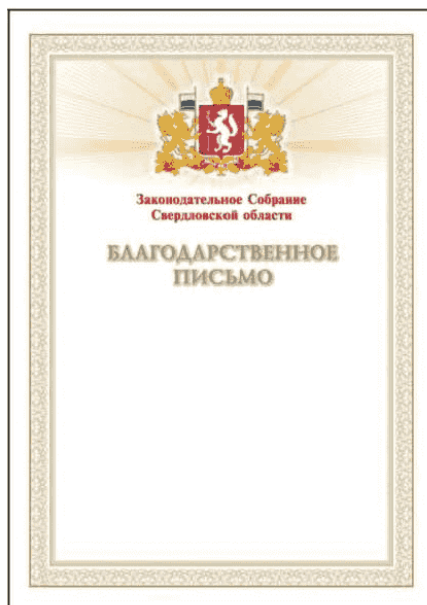 Законодательное Собрание
Свердловской области
БЛАГОДАРСТВЕННОЕ
ПИСЬМО